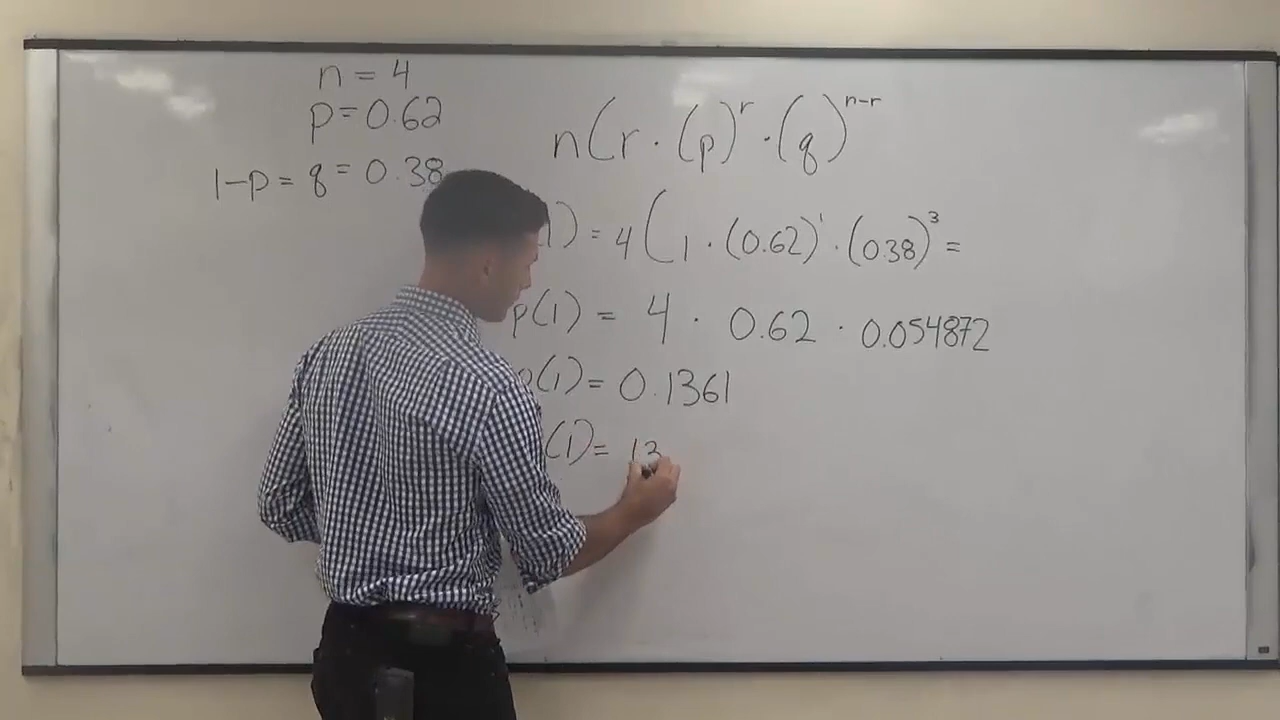 n = 4
p = 0.62
1-p = q = 0.38
n(r · (p)^r · (q)^n-r
1) = 4(1 · (0.62)^1 · (0.38)^3 =
p(1) = 4 · 0.62 · 0.054872
p(1) = 0.1361
(1) = 13